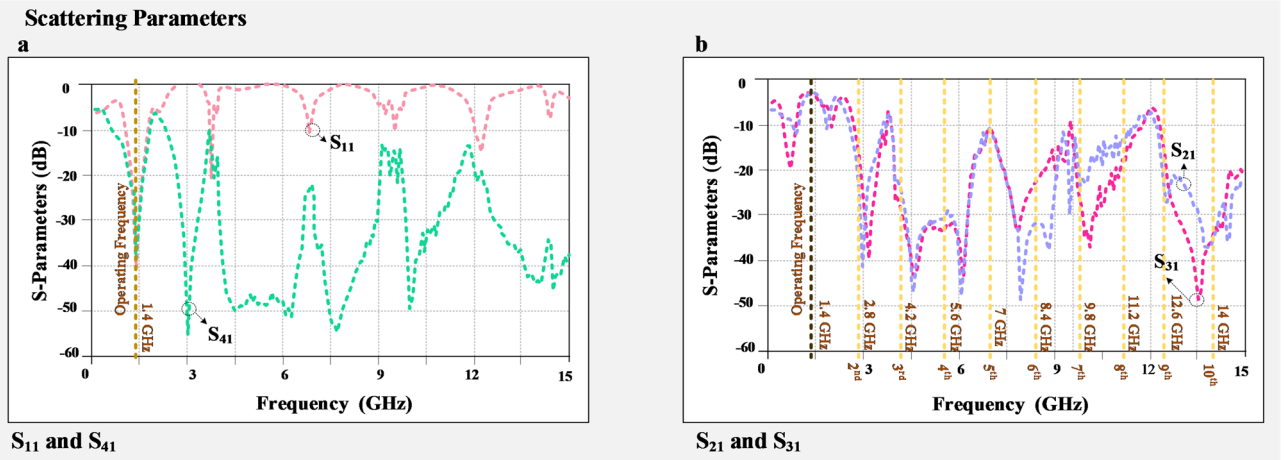 Scattering Parameters
a
S-Parameters (dB)
0
-10
-20
-30
-40
-50
-60
Operating Frequency
1.4 GHz
S11
S41
0
3
6
9
12
15
Frequency (GHz)
S11 and S41
b
S-Parameters (dB)
0
-10
-20
-30
-40
-50
-60
Operating Frequency
1.4 GHz
2.8 GHz
4.2 GHz
5.6 GHz
7 GHz
8.4 GHz
9.8 GHz
11.2 GHz
12.6 GHz
14 GHz
S21
S31
2nd
3rd
4th
5th
6th
7th
8th
9th
10th
0
3
6
9
12
15
Frequency (GHz)
S21 and S31